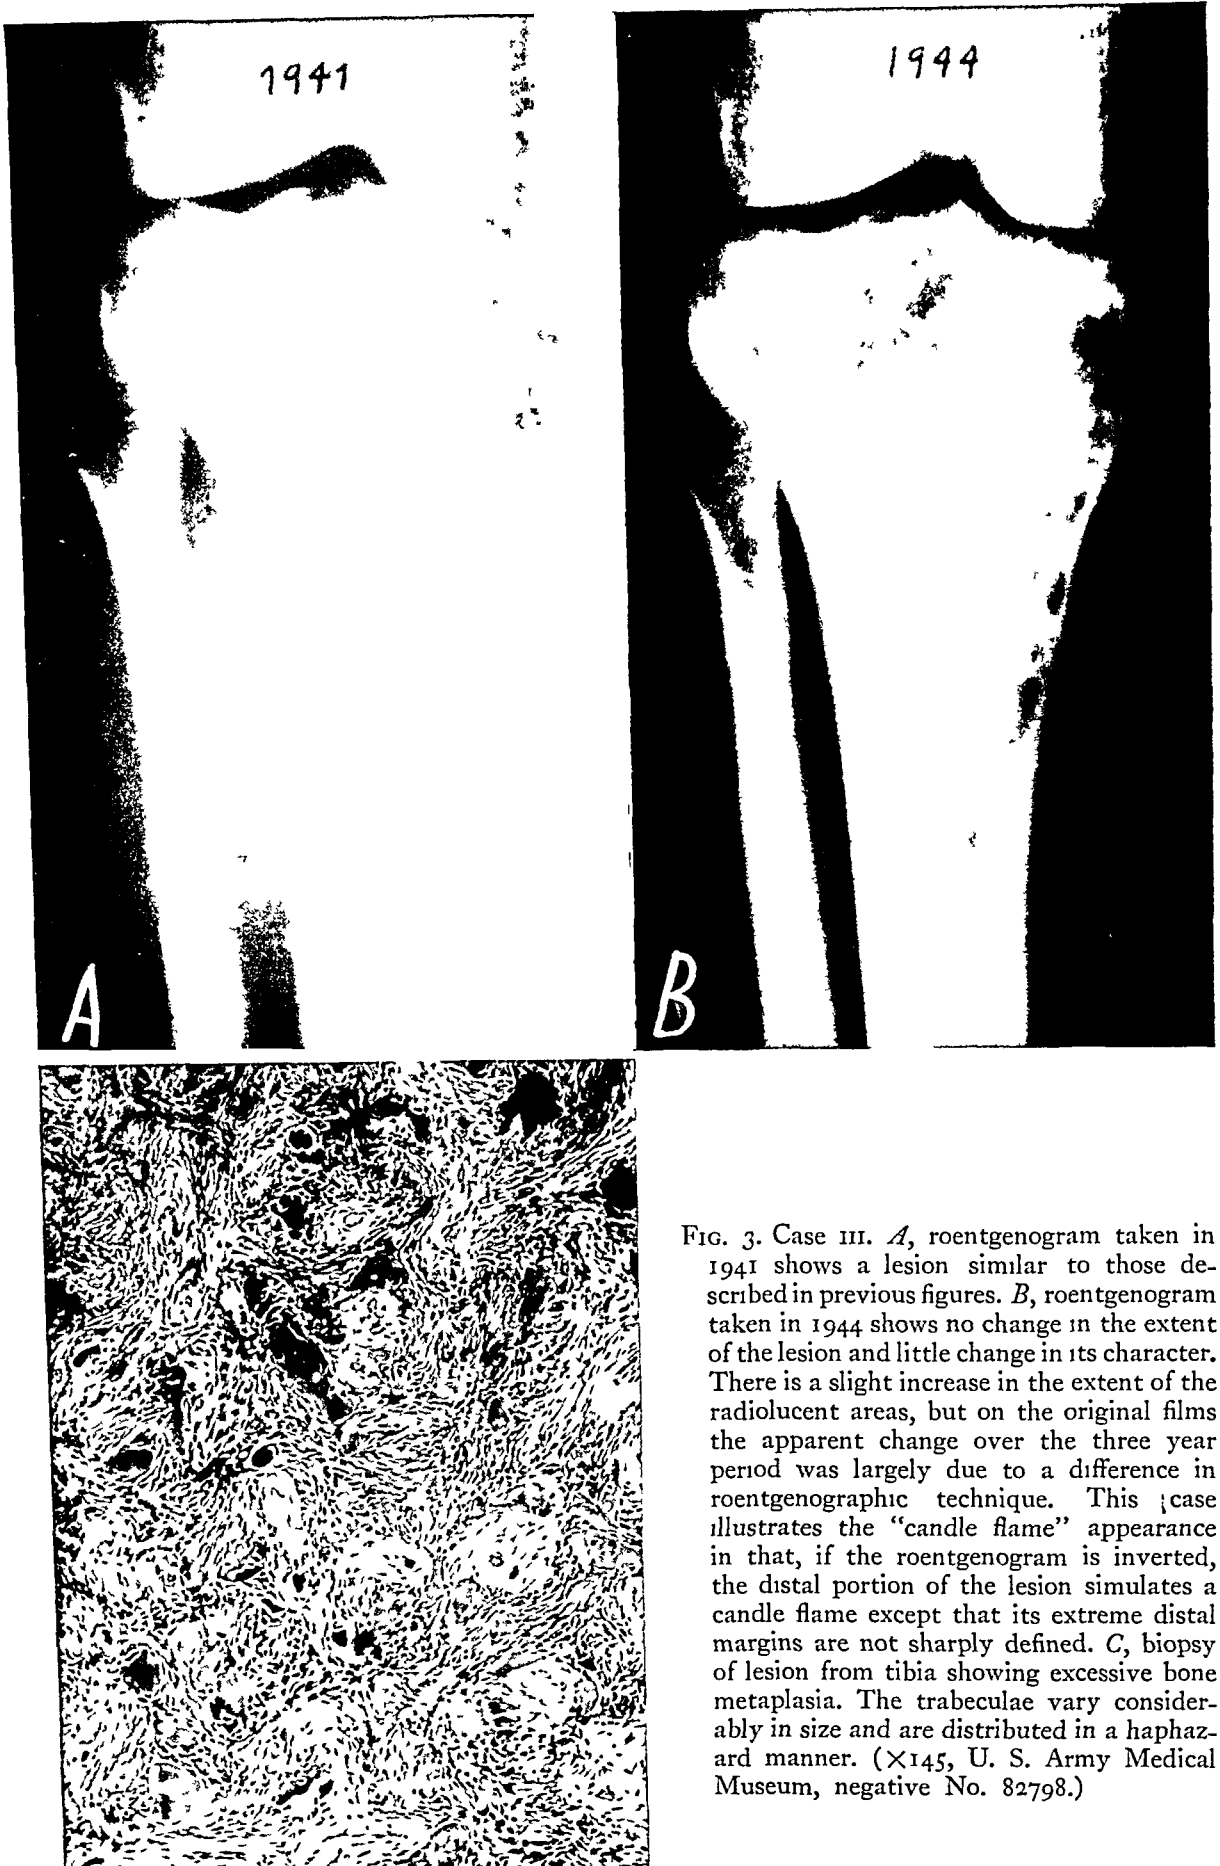 1941
1944
A
B
FIG. 3. Case III. A, roentgenogram taken in
1941 shows a lesion similar to those de-
scribed in previous figures. B, roentgenogram
taken in 1944 shows no change in the extent
of the lesion and little change in its character.
There is a slight increase in the extent of the
radiolucent areas, but on the original films
the apparent change over the three year
period was largely due to a difference in
roentgenographic technique. This case
illustrates the “candle flame” appearance
in that, if the roentgenogram is inverted,
the distal portion of the lesion simulates a
candle flame except that its extreme distal
margins are not sharply defined. C, biopsy
of lesion from tibia showing excessive bone
metaplasia. The trabeculae vary consider-
ably in size and are distributed in a haphaz-
ard manner. (×145, U. S. Army Medical
Museum, negative No. 82798.)